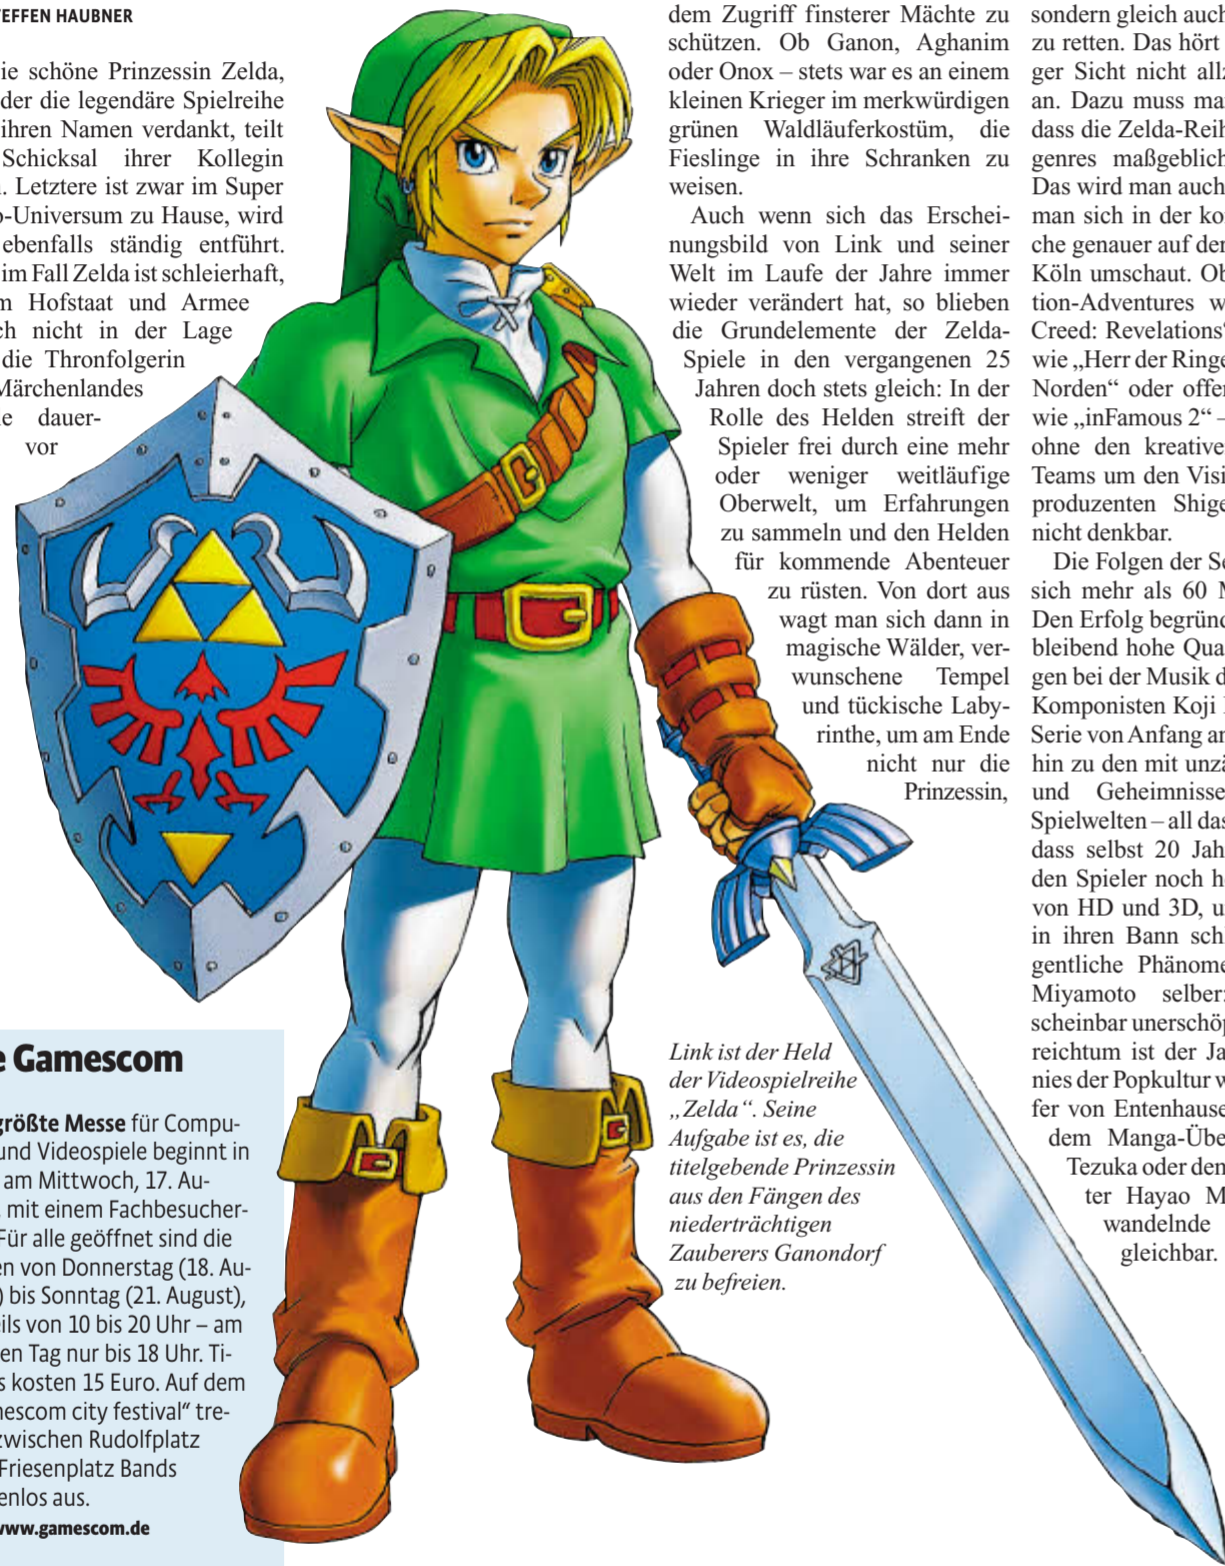 EFFEN HAUBNER
ie schöne Prinzessin Zelda,
der die legendäre Spielreihe
ihren Namen verdankt, teilt
Schicksal ihrer Kollegin
Letztere ist zwar im Super
o-Universum zu Hause, wird
ebenfalls ständig entführt.
im Fall Zelda ist schleierhaft,
m Hofstaat und Armee
ch nicht in der Lage
die Thronfolgerin
Märchenlandes
e dauer-
vor
dem Zugriff finsterer Mächte zu
schützen. Ob Ganon, Aghanim
oder Onox – stets war es an einem
kleinen Krieger im merkwürdigen
grünen Waldläuferkostüm, die
Fieslinge in ihre Schranken zu
weisen.
Auch wenn sich das Erschei-
nungsbild von Link und seiner
Welt im Laufe der Jahre immer
wieder verändert hat, so blieben
die Grundelemente der Zelda-
Spiele in den vergangenen 25
Jahren doch stets gleich: In der
Rolle des Helden streift der
Spieler frei durch eine mehr
oder weniger weitläufige
Oberwelt, um Erfahrungen
zu sammeln und den Helden
für kommende Abenteuer
zu rüsten. Von dort aus
wagt man sich dann in
magische Wälder, ver-
wunschene Tempel
und tückische Laby-
rinthe, um am Ende
nicht nur die
Prinzessin,
sondern gleich auch
zu retten. Das hört
ger Sicht nicht allz
an. Dazu muss ma
dass die Zelda-Reih
genres maßgeblich
Das wird man auch
man sich in der ko
che genauer auf der
Köln umschaut. Ob
tion-Adventures w
Creed: Revelations“
wie „Herr der Ringe
Norden“ oder offen
wie „inFamous 2“ –
ohne den kreative
Teams um den Visi
produzenten Shige
nicht denkbar.
Die Folgen der Se
sich mehr als 60 M
Den Erfolg begründ
bleibend hohe Qua
gen bei der Musik d
Komponisten Koji
Serie von Anfang an
hin zu den mit unzä
und Geheimnisse
Spielwelten – all das
dass selbst 20 Jah
den Spieler noch h
von HD und 3D, u
in ihren Bann sch
gentliche Phänome
Miyamoto selber:
scheinbar unerschöp
reichtum ist der Ja
nies der Popkultur w
fer von Entenhause
dem Manga-Übe
Tezuka oder den
ter Hayao M
wandelnde
gleichbar.
Link ist der Held
der Videospielreihe
„Zelda“. Seine
Aufgabe ist es, die
titelgebende Prinzessin
aus den Fängen des
niederträchtigen
Zauberers Ganondorf
zu befreien.
e Gamescom
größte Messe für Compu-
und Videospiele beginnt in
am Mittwoch, 17. Au-
mit einem Fachbesucher-
Für alle geöffnet sind die
en von Donnerstag (18. Au-
) bis Sonntag (21. August),
eils von 10 bis 20 Uhr – am
en Tag nur bis 18 Uhr. Ti-
s kosten 15 Euro. Auf dem
mescom city festival“ tre-
zwischen Rudolfplatz
Friesenplatz Bands
enlos aus.
www.gamescom.de